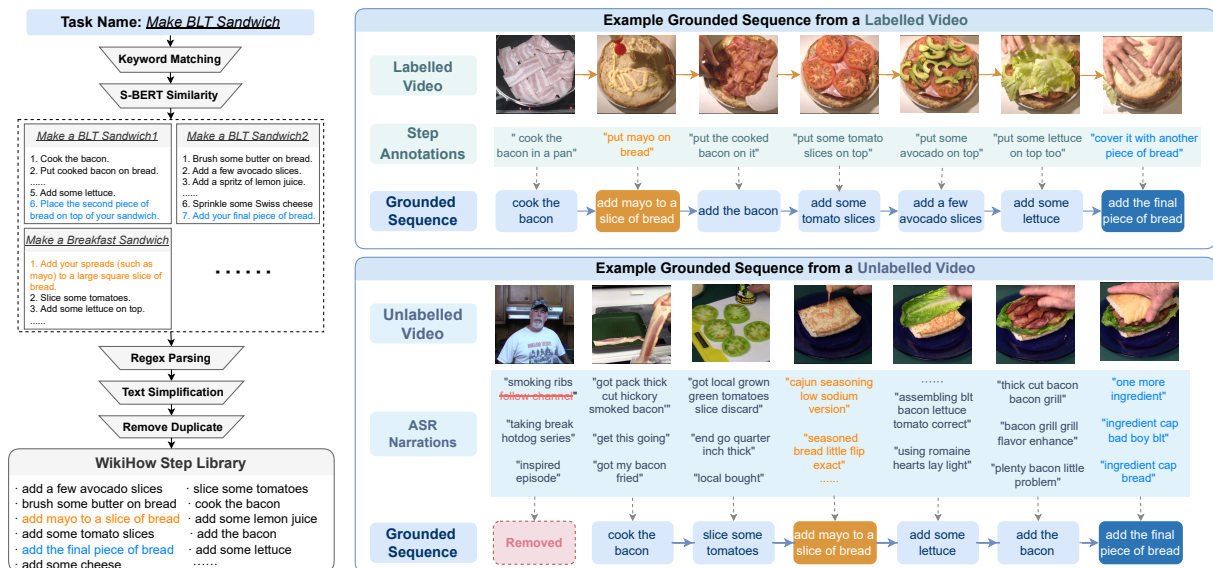 Task Name: Make BLT Sandwich
Keyword Matching
S-BERT Similarity
Make a BLT Sandwich1
1. Cook the bacon.
2. Put cooked bacon on bread.
......
5. Add some lettuce.
6. Place the second piece of
bread on top of your sandwich.
Make a BLT Sandwich2
1. Brush some butter on bread.
2. Add a few avocado slices.
3. Add a spritz of lemon juice.
......
6. Sprinkle some Swiss cheese
7. Add your final piece of bread.
Make a Breakfast Sandwich
1. Add your spreads (such as
mayo) to a large square slice of
bread.
2. Slice some tomatoes.
3. Add some lettuce on top.
......
......
Regex Parsing
Text Simplification
Remove Duplicate
WikiHow Step Library
· add a few avocado slices
· brush some butter on bread
· add mayo to a slice of bread
· add some tomato slices
· add the final piece of bread
· add some cheese
· slice some tomatoes
· cook the bacon
· add some lemon juice
· add the bacon
· add some lettuce
......
Example Grounded Sequence from a Labelled Video
Labelled
Video
Step
Annotations
" cook the
bacon in a pan"
"put mayo on
bread"
"put the cooked
bacon on it"
"put some tomato
slices on top"
"put some
avocado on top"
"put some lettuce
on top too"
"cover it with another
piece of bread"
Grounded
Sequence
cook the
bacon
add mayo to a
slice of bread
add the bacon
add some
tomato slices
add a few
avocado slices
add some
lettuce
add the final
piece of bread
Example Grounded Sequence from a Unlabelled Video
Unlabelled
Video
ASR
Narrations
"smoking ribs
follow channel"
"taking break
hotdog series"
"inspired
episode"
"got pack thick
cut hickory
smoked bacon'"
"get this going"
"got my bacon
fried"
"got local grown
green tomatoes
slice discard'"
"end go quarter
inch thick"
"local bought"
"cajun seasoning
low sodium
version"
"seasoned
bread little flip
exact"
......
......
"assembling blt
bacon lettuce
tomato correct"
"using romaine
hearts lay light"
"thick cut bacon
bacon grill"
"bacon grill grill
flavor enhance"
"plenty bacon little
problem"
"one more
ingredient"
"ingredient cap
bad boy blt"
"ingredient cap
bread"
Grounded
Sequence
Removed
cook the
bacon
slice some
tomatoes
add mayo to a
slice of bread
add some
lettuce
add the
bacon
add the final
piece of bread